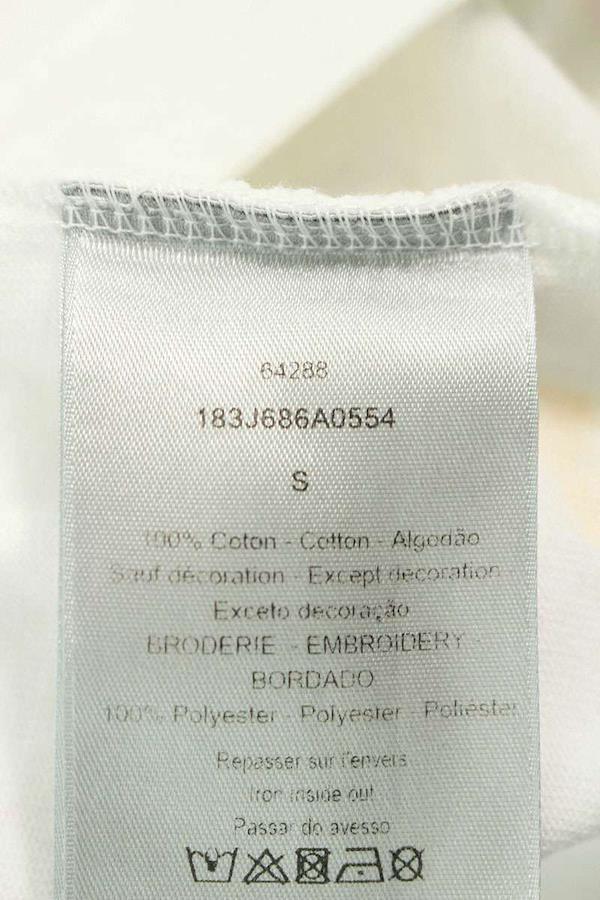 64288
183J686A0554
S
100% Coton - Cotton - Algodão
Sauf décoration - Except decoration
Exceto decoração
BRODERIE - EMBROIDERY -
BORDADO
100% Polyester - Polyester - Poliéster
Repasser sur l'envers
Iron inside out
Passar do avesso